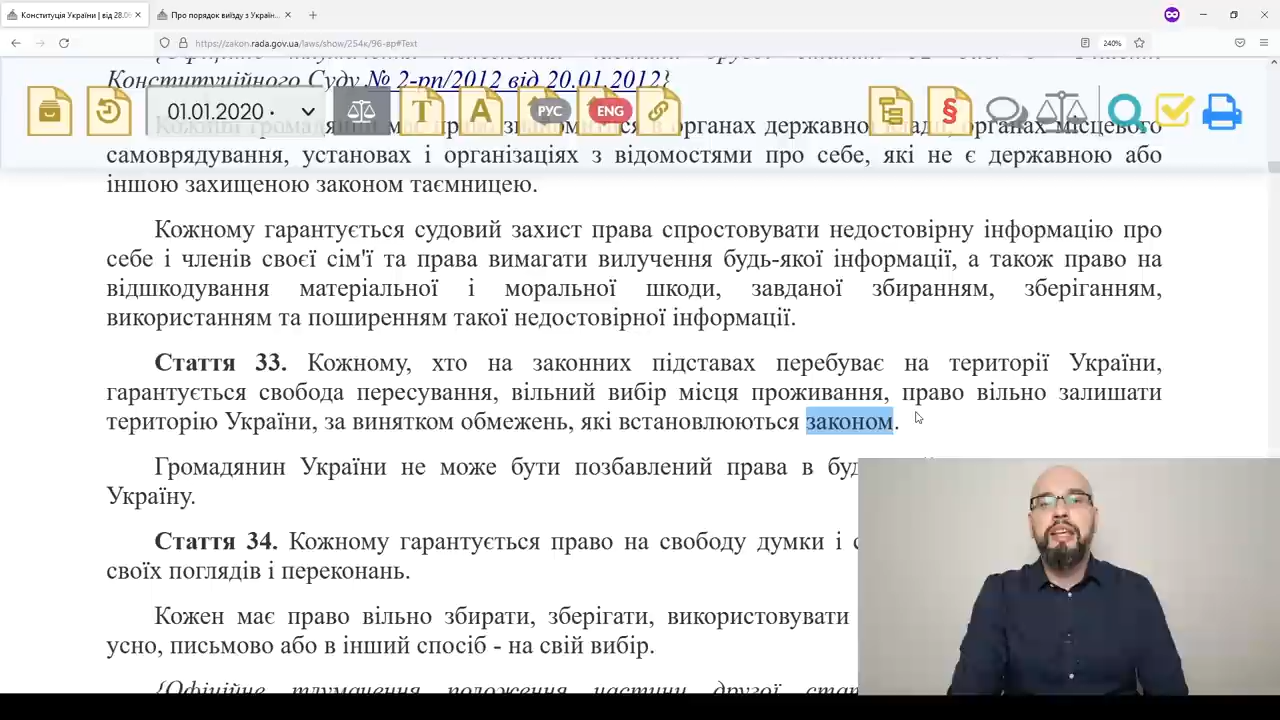 Конституція України | від 28.0
Про порядок виїзду з Україн...
https://zakon.rada.gov.ua/laws/show/254к/96-вр#Text
240%
Конституційного Суду № 2-рп/2012 від 20.01.2012}
01.01.2020 ·
T
A
РУС
ENG
§
самоврядування, установах і організаціях з відомостями про себе, які не є державною або
іншою захищеною законом таємницею.
Кожному гарантується судовий захист права спростовувати недостовірну інформацію про
себе і членів своєї сім'ї та права вимагати вилучення будь-якої інформації, а також право на
відшкодування матеріальної і моральної шкоди, завданої збиранням, зберіганням,
використанням та поширенням такої недостовірної інформації.
Стаття 33. Кожному, хто на законних підставах перебуває на території України,
гарантується свобода пересування, вільний вибір місця проживання, право вільно залишати
територію України, за винятком обмежень, які встановлюються законом.
Громадянин України не може бути позбавлений права в буд
Україну.
Стаття 34. Кожному гарантується право на свободу думки і с
своїх поглядів і переконань.
Кожен має право вільно збирати, зберігати, використовувати
усно, письмово або в інший спосіб - на свій вибір.
{Офіційне тлумачення положення частини другої стат